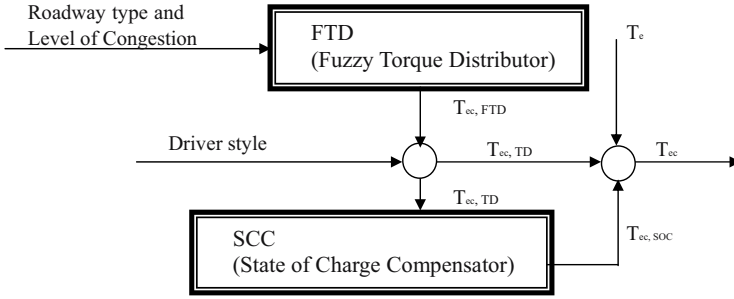 Roadway type and
Level of Congestion
FTD
(Fuzzy Torque Distributor)
Te
Tec, FTD
Driver style
Tec, TD
Tec
Tec, TD
SCC
(State of Charge Compensator)
Tec, SOC